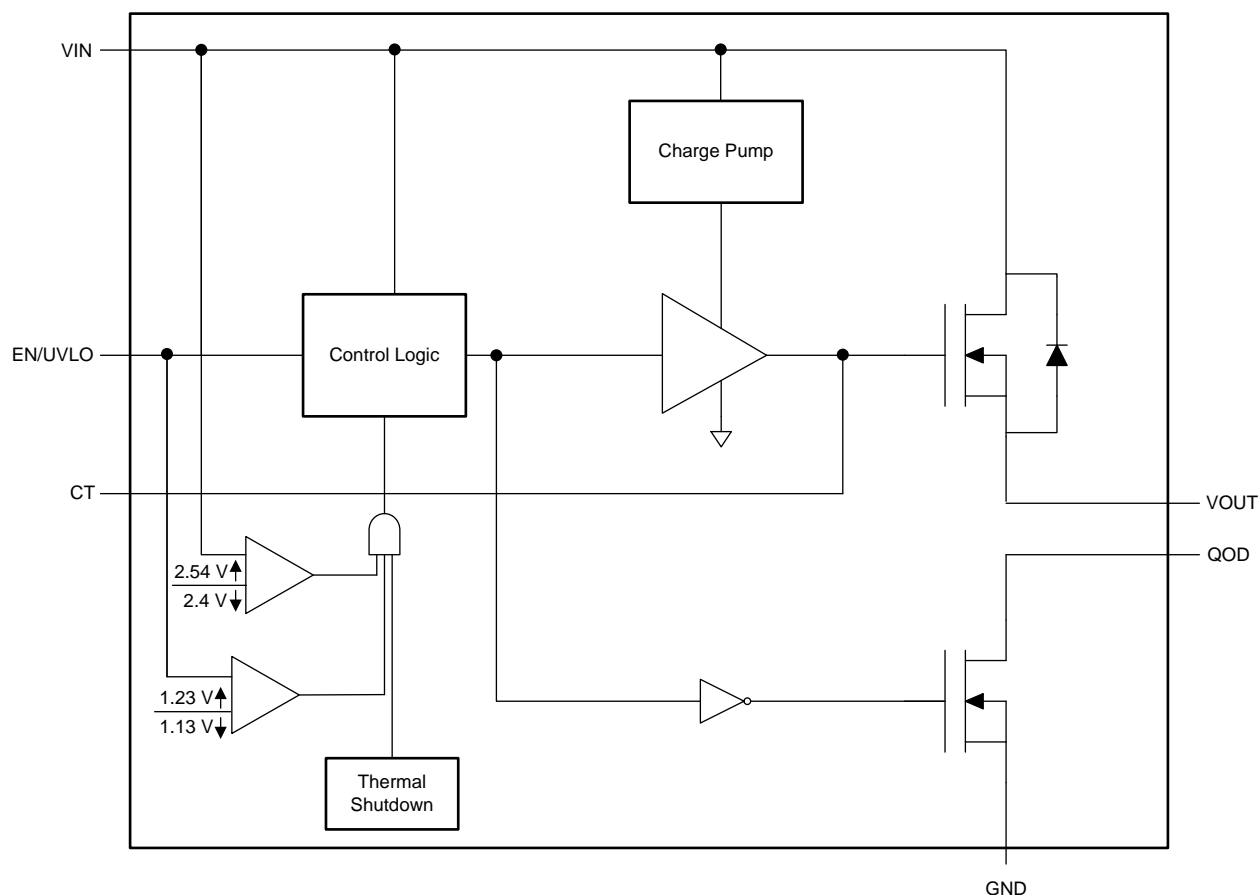 VIN
Charge Pump
EN/UVLO
Control Logic
CT
VOUT
QOD
2.54 V
2.4 V
1.23 V
1.13 V
Thermal
Shutdown
GND